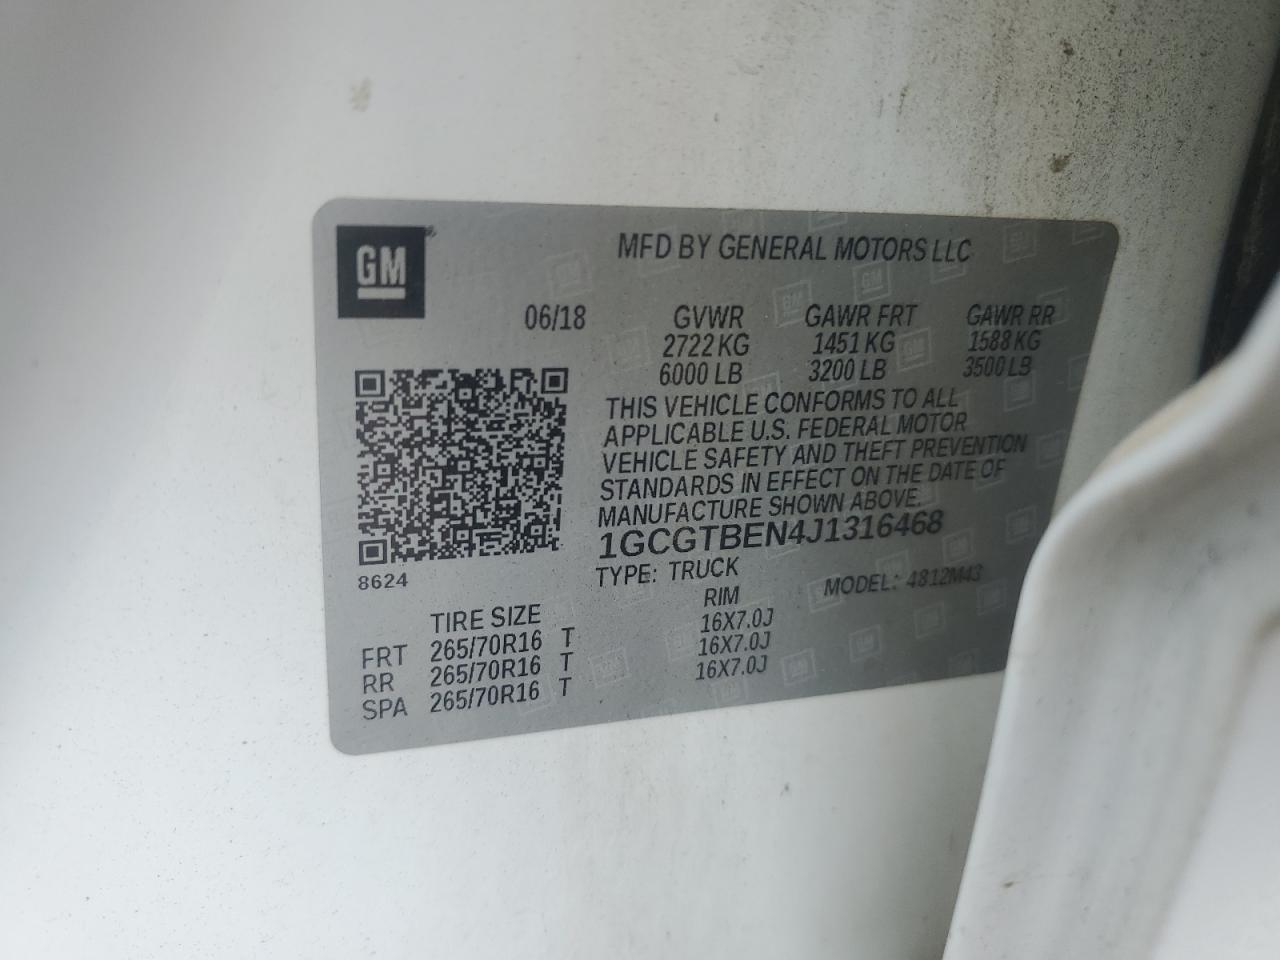 GM
MFD BY GENERAL MOTORS LLC
06/18 GVWR GAWR FRT GAWR RR
2722 KG 1451 KG 1588 KG
6000 LB 3200 LB 3500 LB
THIS VEHICLE CONFORMS TO ALL
APPLICABLE U.S. FEDERAL MOTOR
VEHICLE SAFETY AND THEFT PREVENTION
STANDARDS IN EFFECT ON THE DATE OF
MANUFACTURE SHOWN ABOVE.
1GCGTBEN4J1316468
8624
TYPE: TRUCK MODEL: 4812M43
TIRE SIZE RIM
FRT 265/70R16 T 16X7.0J
RR 265/70R16 T 16X7.0J
SPA 265/70R16 T 16X7.0J